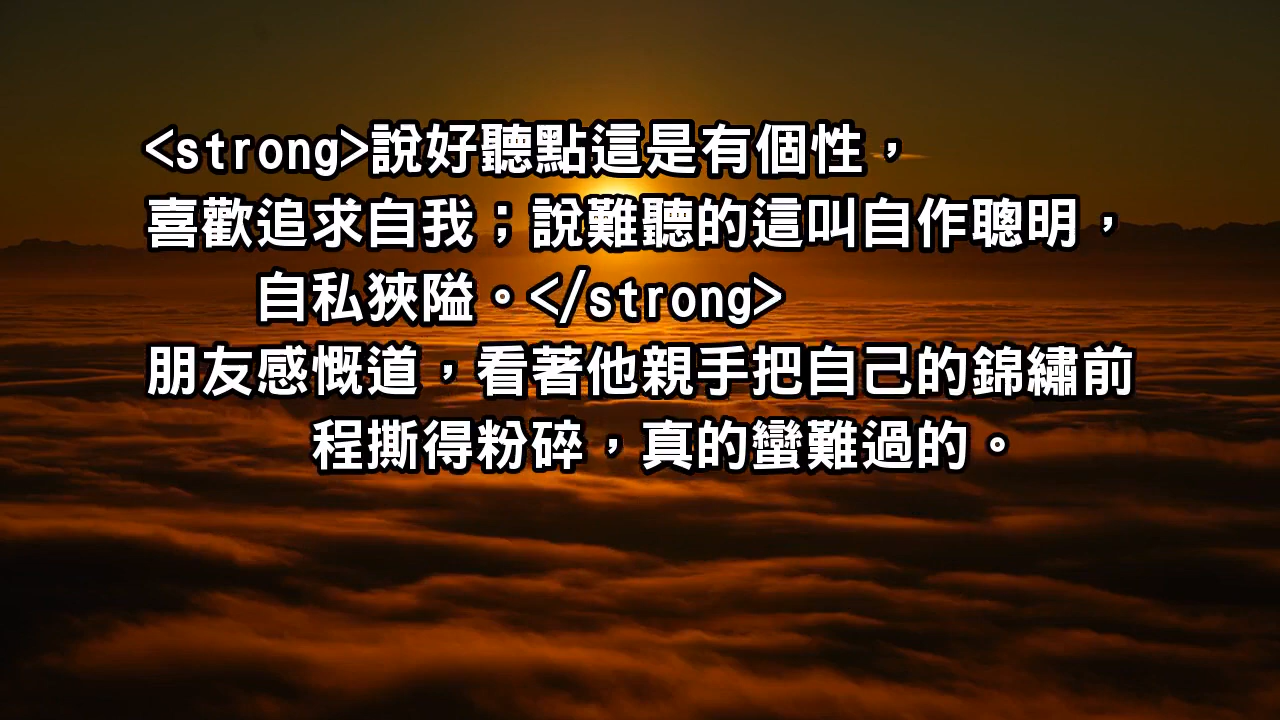 <strong>說好聽點這是有個性，
喜歡追求自我；說難聽的這叫自作聰明，
自私狹隘。</strong>
朋友感慨道，看著他親手把自己的錦繡前
程撕得粉碎，真的蠻難過的。